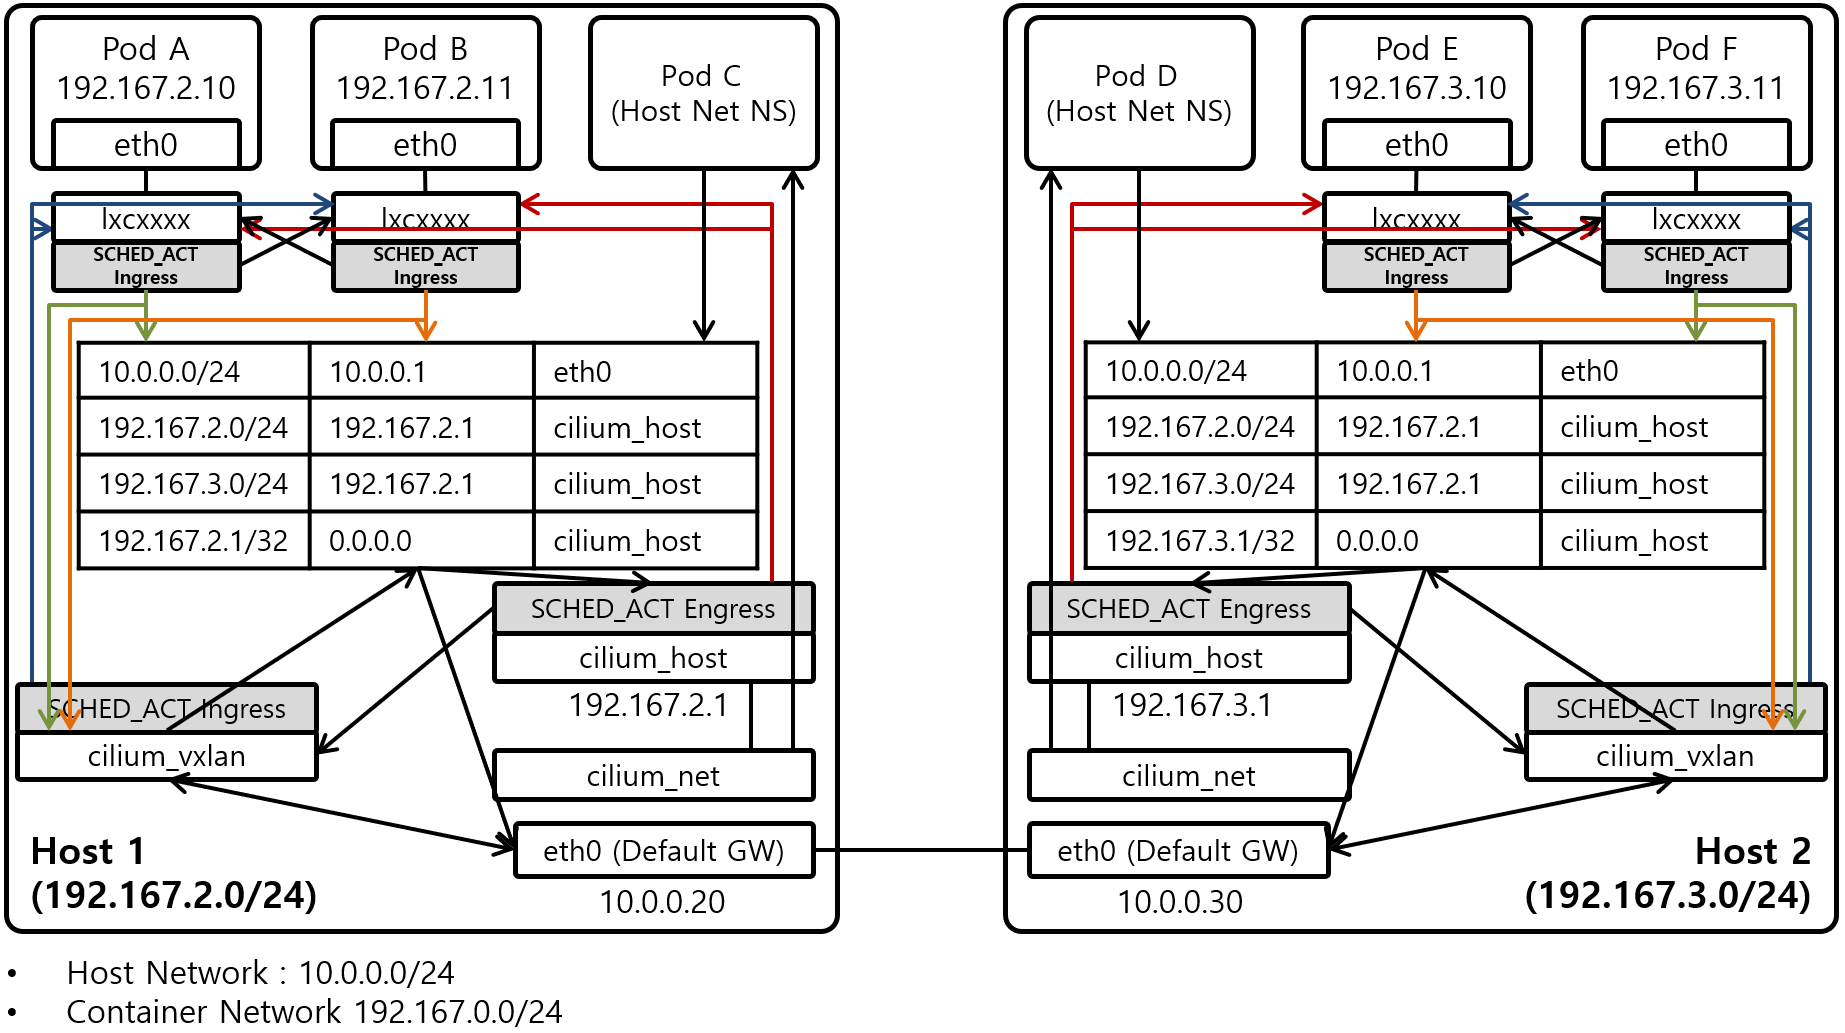 Pod A
192.167.2.10
eth0
lxcxxxx
SCHED_ACT
Ingress
Pod B
192.167.2.11
eth0
lxcxxxx
SCHED_ACT
Ingress
Pod C
(Host Net NS)
10.0.0.0/24 10.0.0.1 eth0
192.167.2.0/24 192.167.2.1 cilium_host
192.167.3.0/24 192.167.2.1 cilium_host
192.167.2.1/32 0.0.0.0 cilium_host
SCHED_ACT Engress
cilium_host
192.167.2.1
SCHED_ACT Ingress
cilium_vxlan
cilium_net
eth0 (Default GW)
10.0.0.20
Host 1
(192.167.2.0/24)
Pod D
(Host Net NS)
Pod E
192.167.3.10
eth0
lxcxxxx
SCHED_ACT
Ingress
Pod F
192.167.3.11
eth0
lxcxxxx
SCHED_ACT
Ingress
10.0.0.0/24 10.0.0.1 eth0
192.167.2.0/24 192.167.2.1 cilium_host
192.167.3.0/24 192.167.2.1 cilium_host
192.167.3.1/32 0.0.0.0 cilium_host
SCHED_ACT Engress
cilium_host
192.167.3.1
SCHED_ACT Ingress
cilium_vxlan
cilium_net
eth0 (Default GW)
10.0.0.30
Host 2
(192.167.3.0/24)
• Host Network : 10.0.0.0/24
• Container Network 192.167.0.0/24